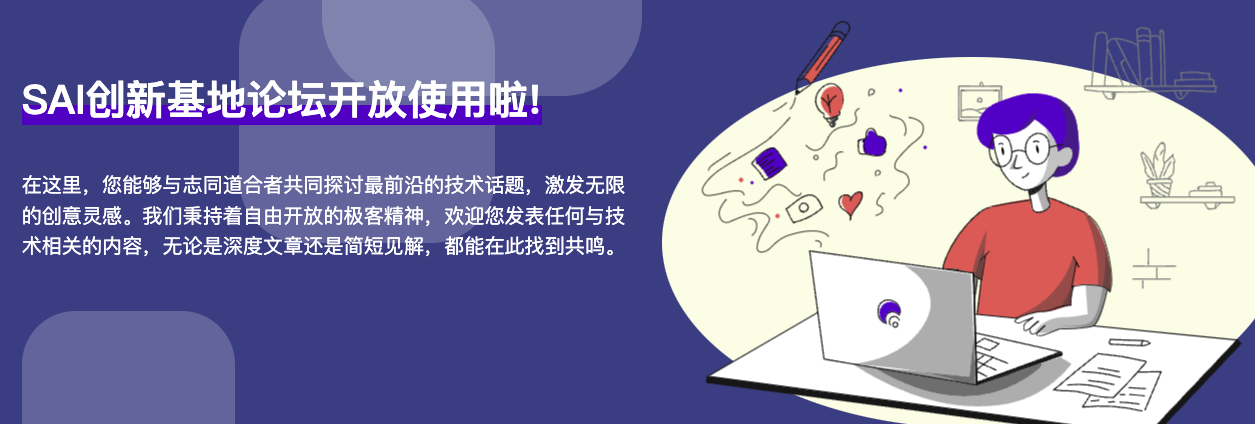 SAI创新基地论坛开放使用啦!
在这里，您能够与志同道合者共同探讨最前沿的技术话题，激发无限
的创意灵感。我们秉持着自由开放的极客精神，欢迎您发表任何与技
术相关的内容，无论是深度文章还是简短见解，都能在此找到共鸣。